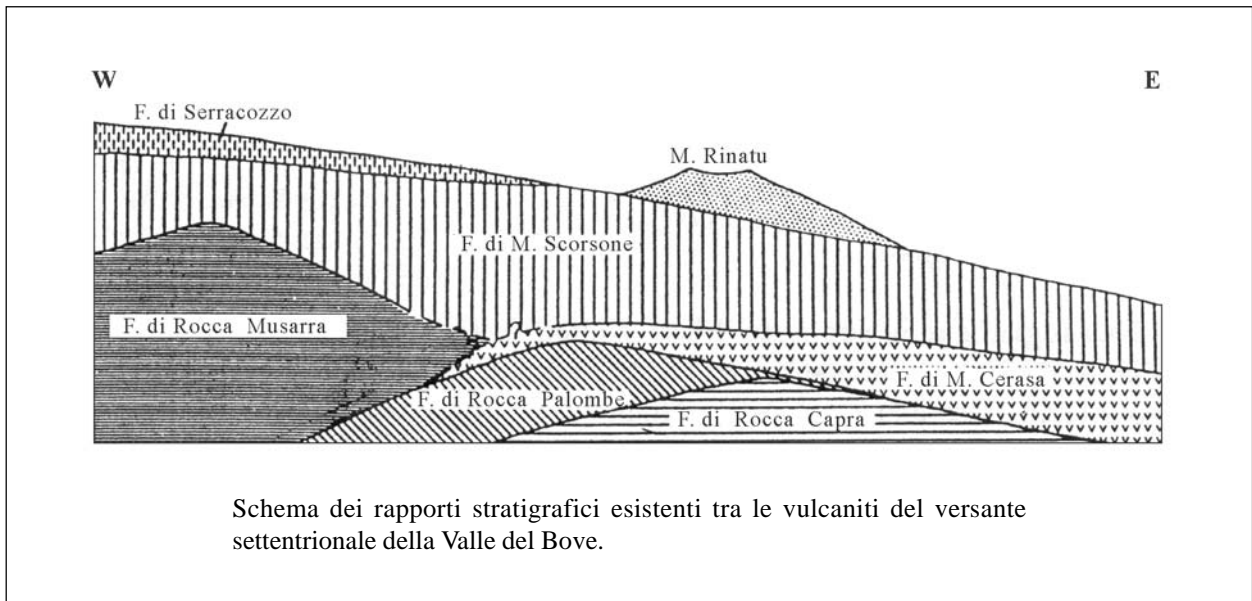 W
E
F. di Serracozzo
M. Rinatu
F. di M. Scorsone
F. di Rocca Musarra
F. di M. Cerasa
F. di Rocca Palombe
F. di Rocca Capra
Schema dei rapporti stratigrafici esistenti tra le vulcaniti del versante
settentrionale della Valle del Bove.